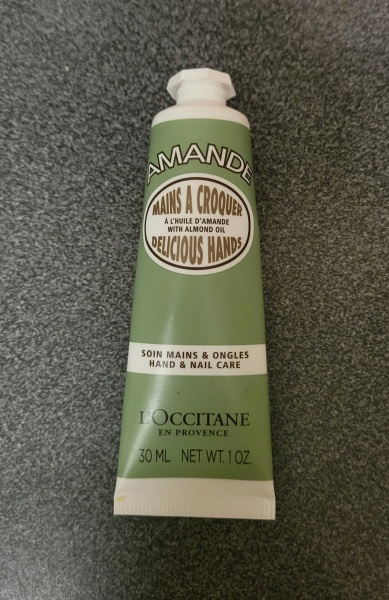 AMANDE
MAINS A CROQUER
À L'HUILE D'AMANDE
WITH ALMOND OIL
DELICIOUS HANDS
SOIN MAINS & ONGLES
HAND & NAIL CARE
L'OCCITANE
EN PROVENCE
30 ML NET WT. 1 OZ.